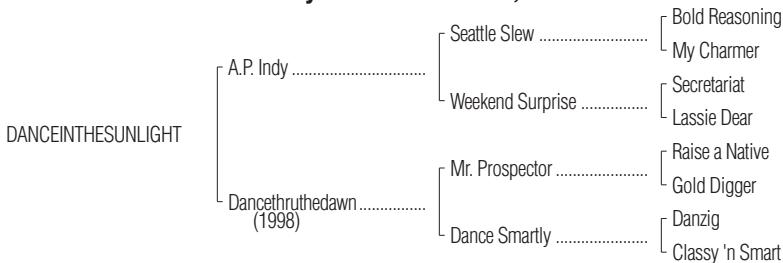 Bold Reasoning
Seattle Slew ..........................
My Charmer
A.P. Indy ................................
Secretariat
Weekend Surprise ................
Lassie Dear
DANCEINTHESUNLIGHT
Raise a Native
Mr. Prospector ......................
Gold Digger
Dancethruthedawn ................
(1998)
Danzig
Dance Smartly ......................
Classy 'n Smart